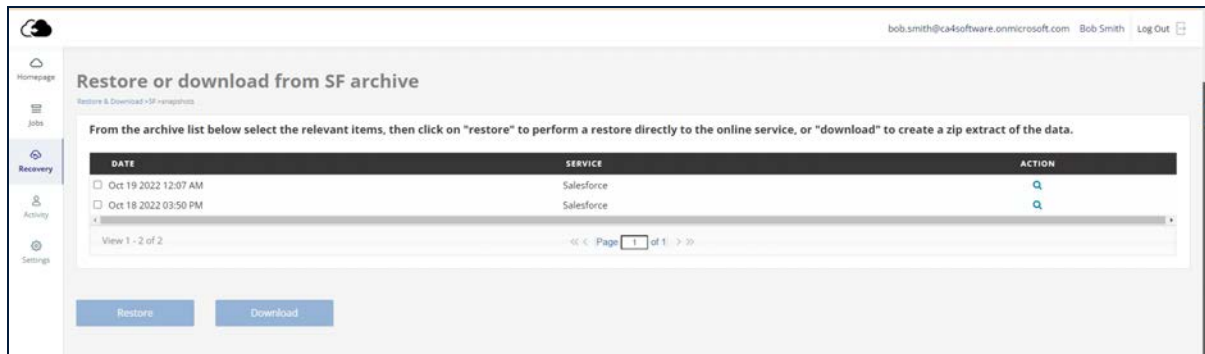 bob.smith@ca4software.onmicrosoft.com Bob Smith Log Out
Homepage
Jobs
Recovery
Activity
Settings
Restore or download from SF archive
Restore & Download >SF >snapshots
From the archive list below select the relevant items, then click on "restore" to perform a restore directly to the online service, or "download" to create a zip extract of the data.
DATE SERVICE ACTION
Oct 19 2022 12:07 AM Salesforce
Oct 18 2022 03:50 PM Salesforce
View 1 - 2 of 2 Page 1 of 1
Restore Download